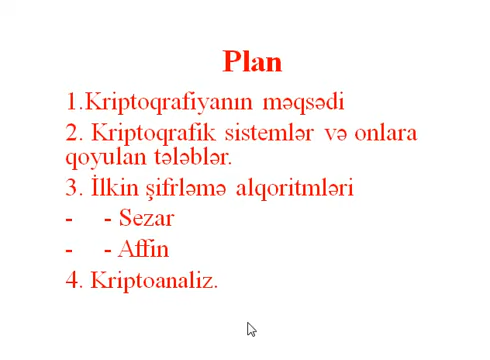 Plan
1.Kriptoqrafiyanın məqsədi
2. Kriptoqrafik sistemlər və onlara
qoyulan tələblər.
3. İlkin şifrləmə alqoritmləri
-    - Sezar
-    - Affin
4. Kriptoanaliz.